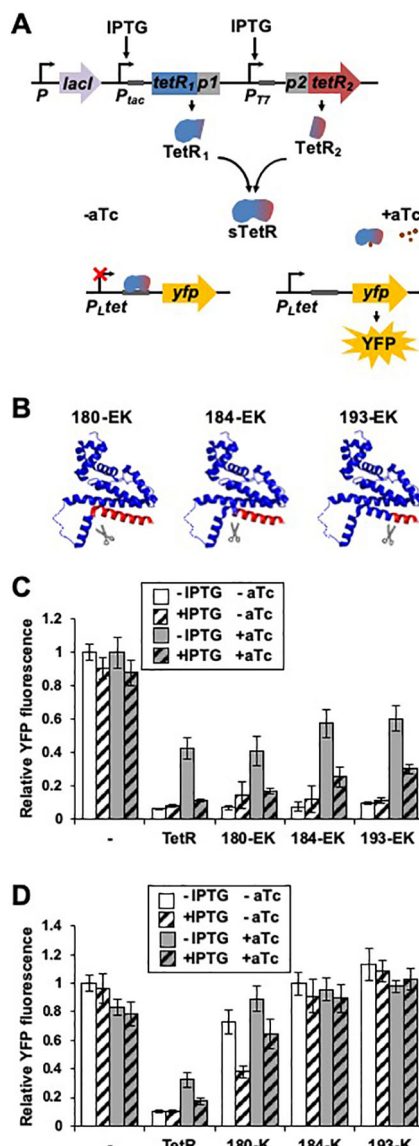 A
IPTG IPTG
P lacI Ptac tetR1 p1 PT7 p2 tetR2
TetR1 TetR2
-aTc sTetR +aTc
PLtet yfp PLtet yfp
YFP
B
180-EK 184-EK 193-EK
C
-IPTG -aTc
+IPTG -aTc
-IPTG +aTc
+IPTG +aTc
Relative YFP fluorescence
1.2
1
0.8
0.6
0.4
0.2
0
- TetR 180-EK 184-EK 193-EK
D
-IPTG -aTc
+IPTG -aTc
-IPTG +aTc
+IPTG +aTc
Relative YFP fluorescence
1.4
1.2
1
0.8
0.6
0.4
0.2
0
- TetR 180-K 184-K 193-K